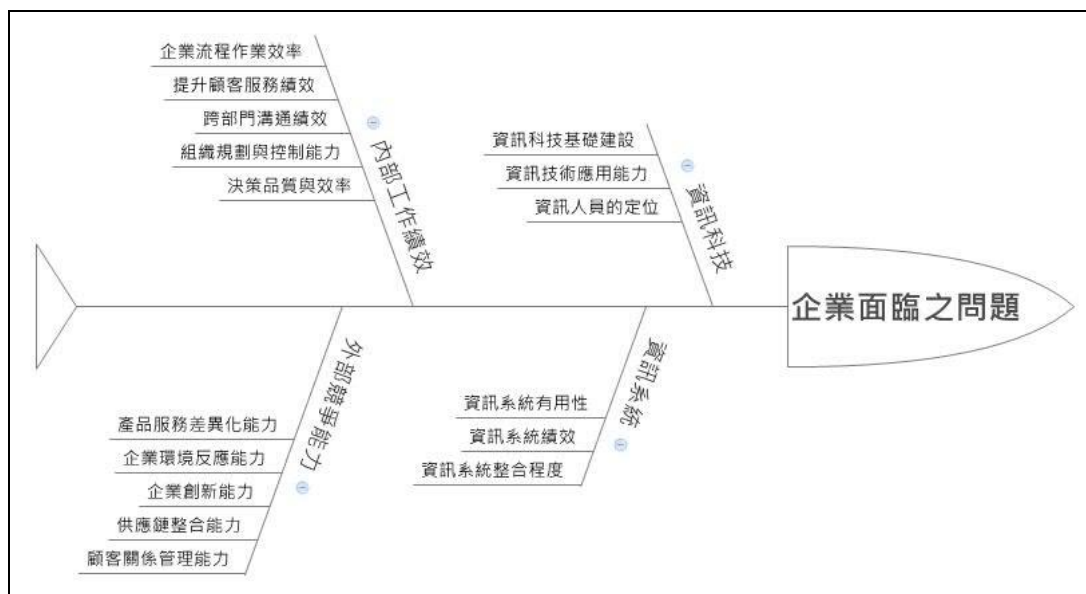 企業流程作業效率
提升顧客服務績效
跨部門溝通績效
組織規劃與控制能力
決策品質與效率
內部工作績效
資訊科技基礎建設
資訊技術應用能力
資訊人員的定位
資訊科技
企業面臨之問題
產品服務差異化能力
企業環境反應能力
企業創新能力
供應鏈整合能力
顧客關係管理能力
外部競爭能力
資訊系統有用性
資訊系統績效
資訊系統整合程度
資訊系統